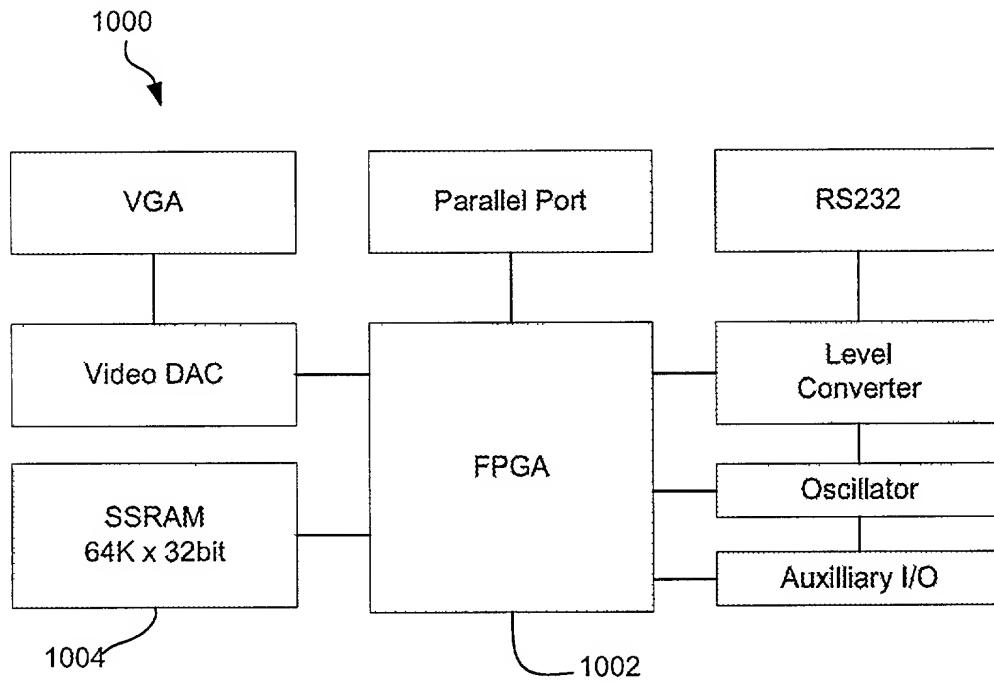 1000
VGA
Parallel Port
RS232
Video DAC
Level
Converter
FPGA
SSRAM
64K x 32bit
Oscillator
Auxilliary I/O
1004
1002